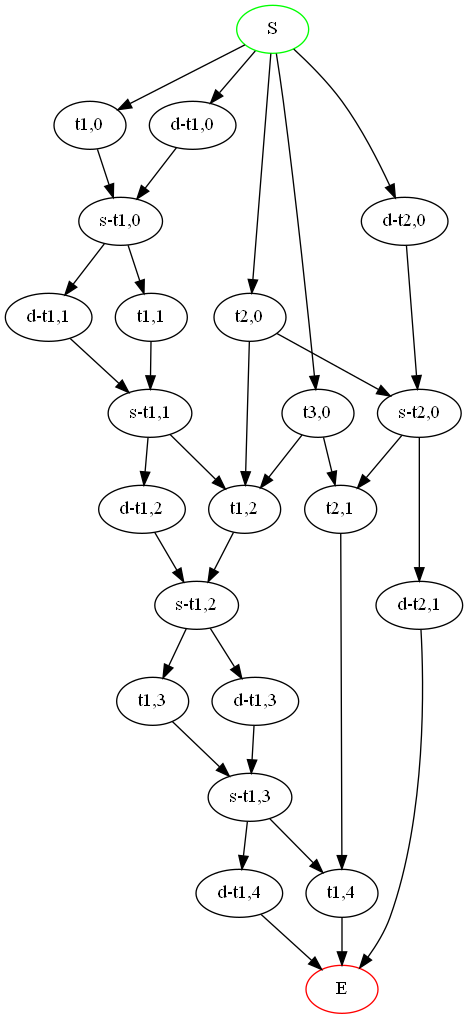 S
t1,0
d-t1,0
s-t1,0
d-t2,0
d-t1,1
t1,1
t2,0
s-t1,1
t3,0
s-t2,0
d-t1,2
t1,2
t2,1
s-t1,2
d-t2,1
t1,3
d-t1,3
s-t1,3
d-t1,4
t1,4
E